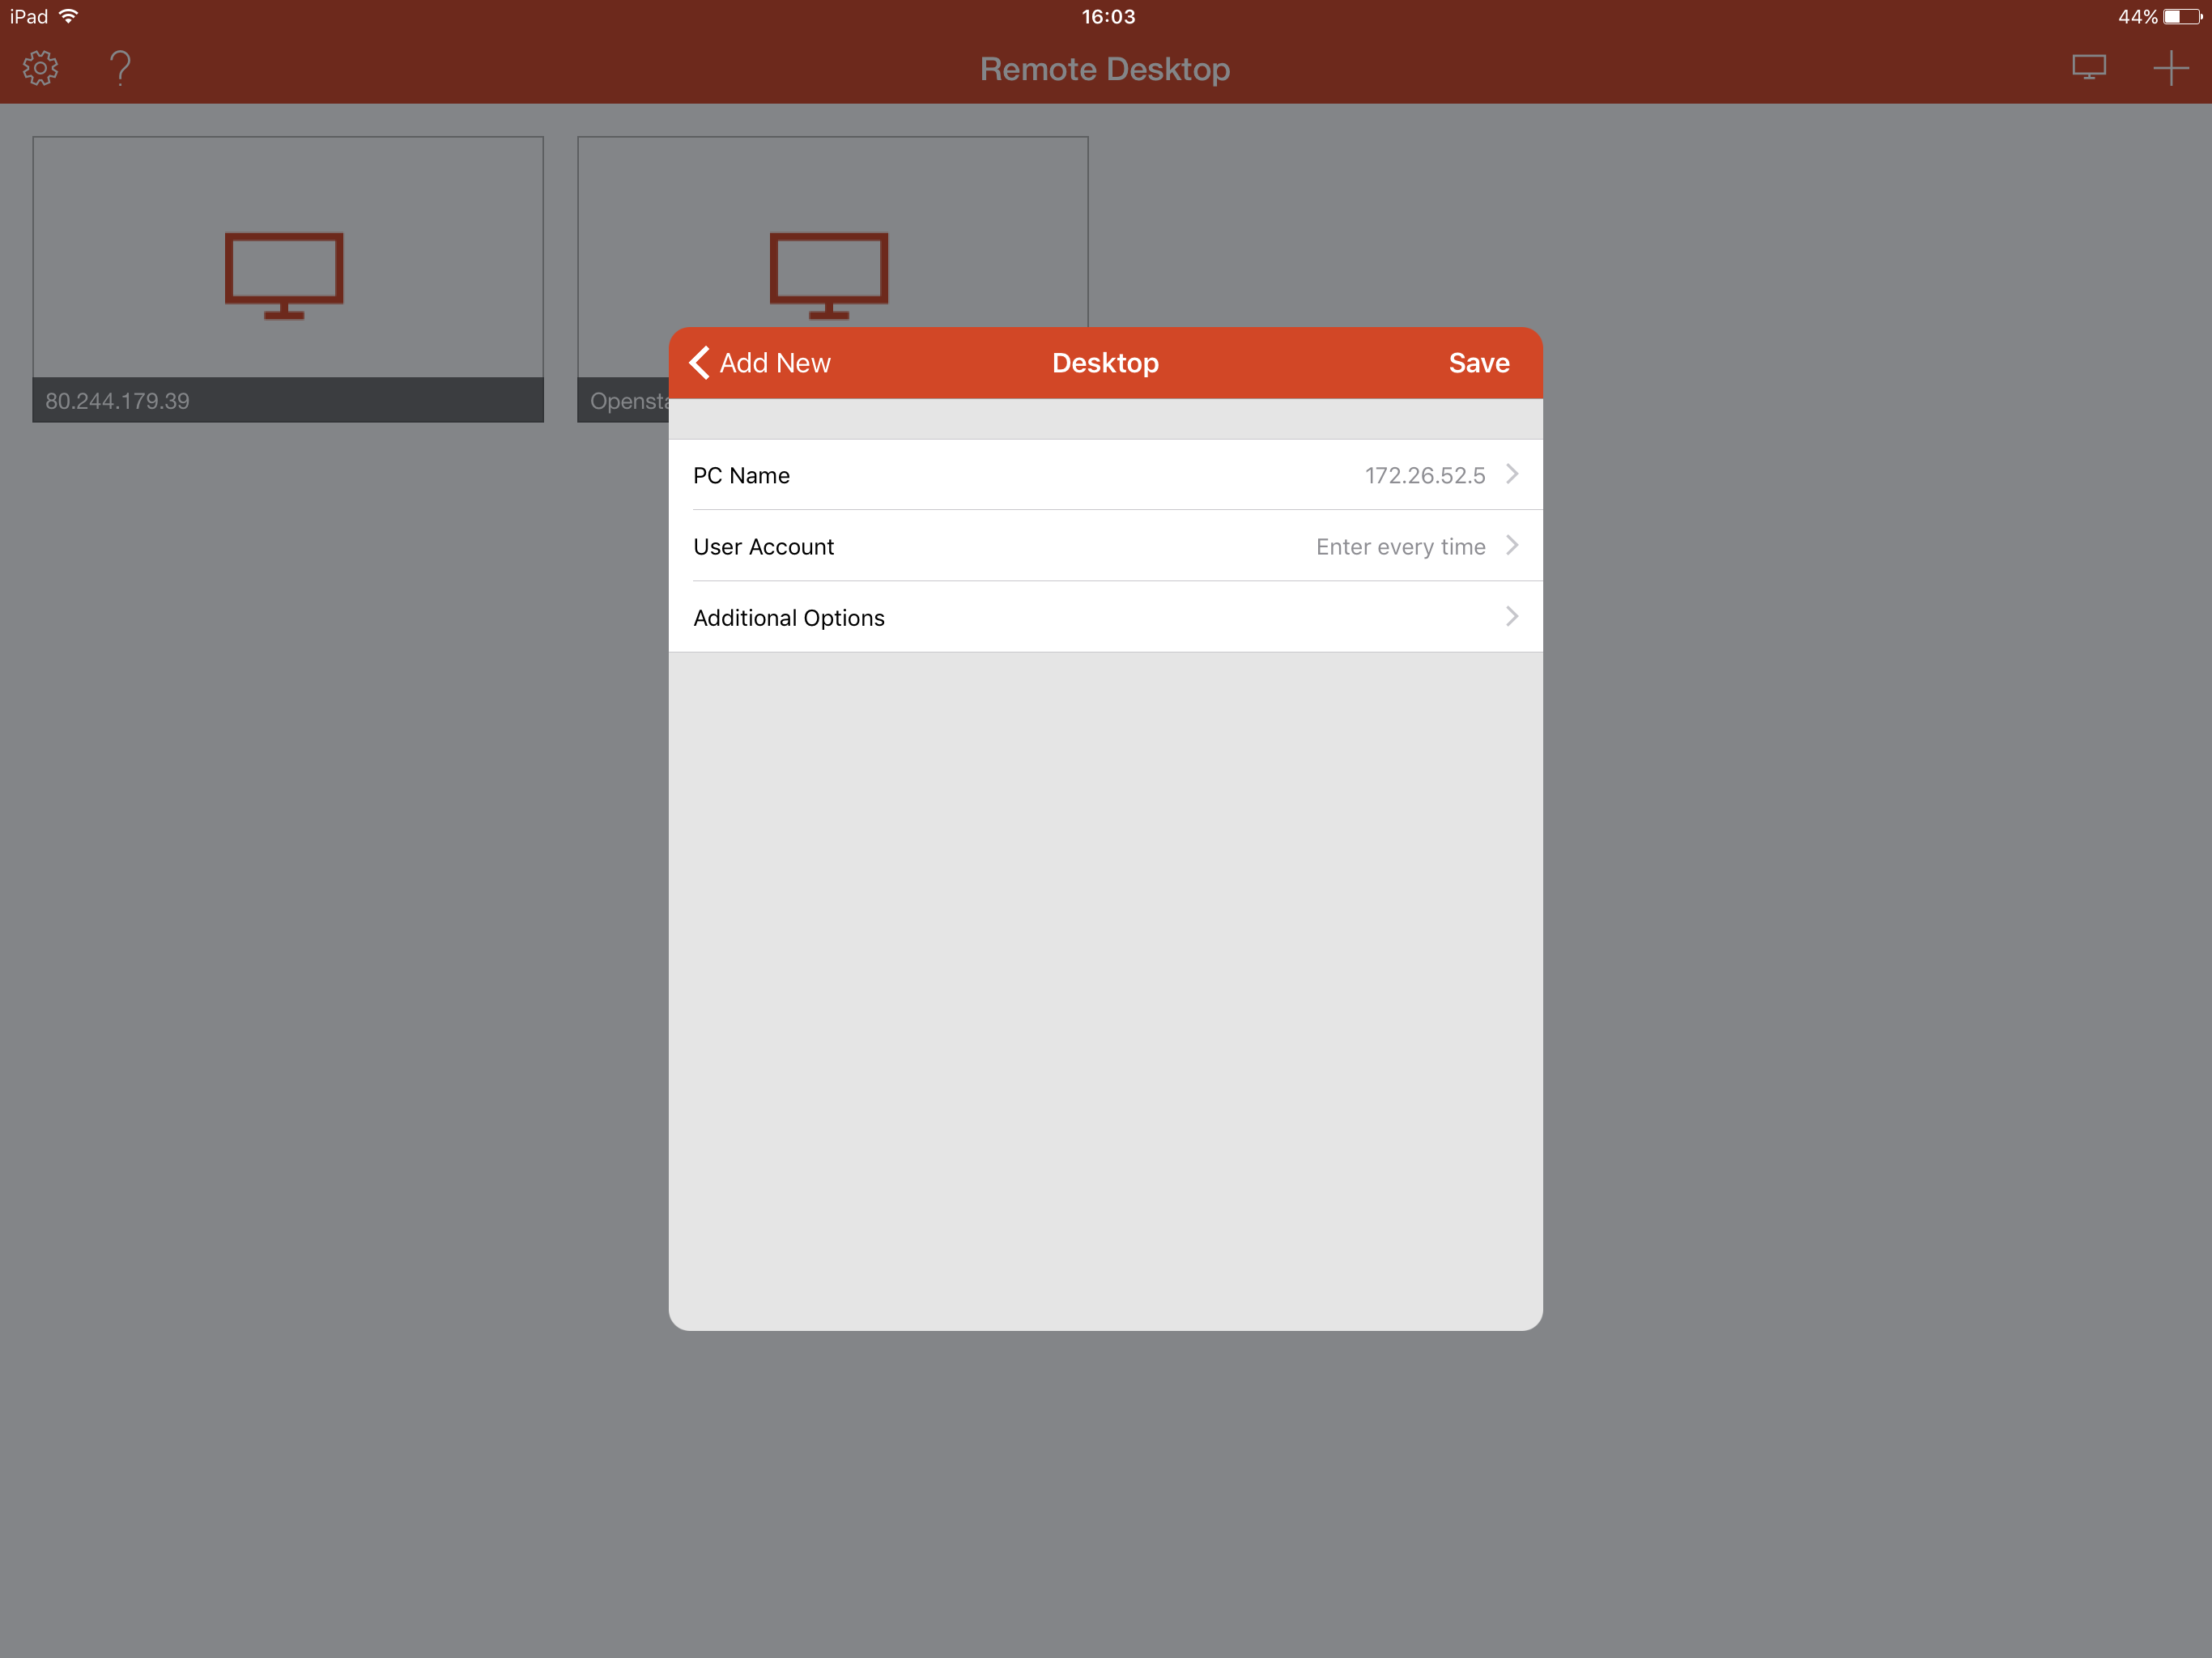 iPad 16:03 44%
Remote Desktop
80.244.179.39
Add New Desktop Save
PC Name 172.26.52.5
User Account Enter every time
Additional Options